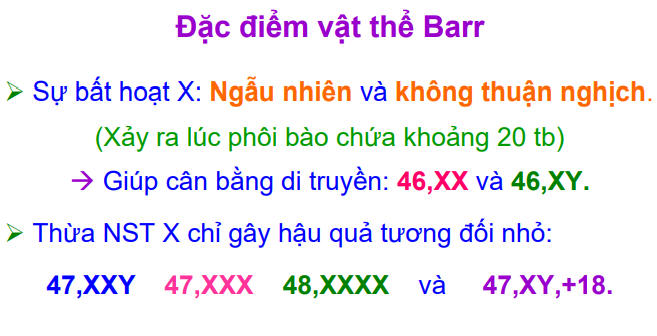 Đặc điểm vật thể Barr
➢ Sự bất hoạt X: Ngẫu nhiên và không thuận nghịch.
(Xảy ra lúc phôi bào chứa khoảng 20 tb)
→ Giúp cân bằng di truyền: 46,XX và 46,XY.
➢ Thừa NST X chỉ gây hậu quả tương đối nhỏ:
47,XXY 47,XXX 48,XXXX và 47,XY,+18.